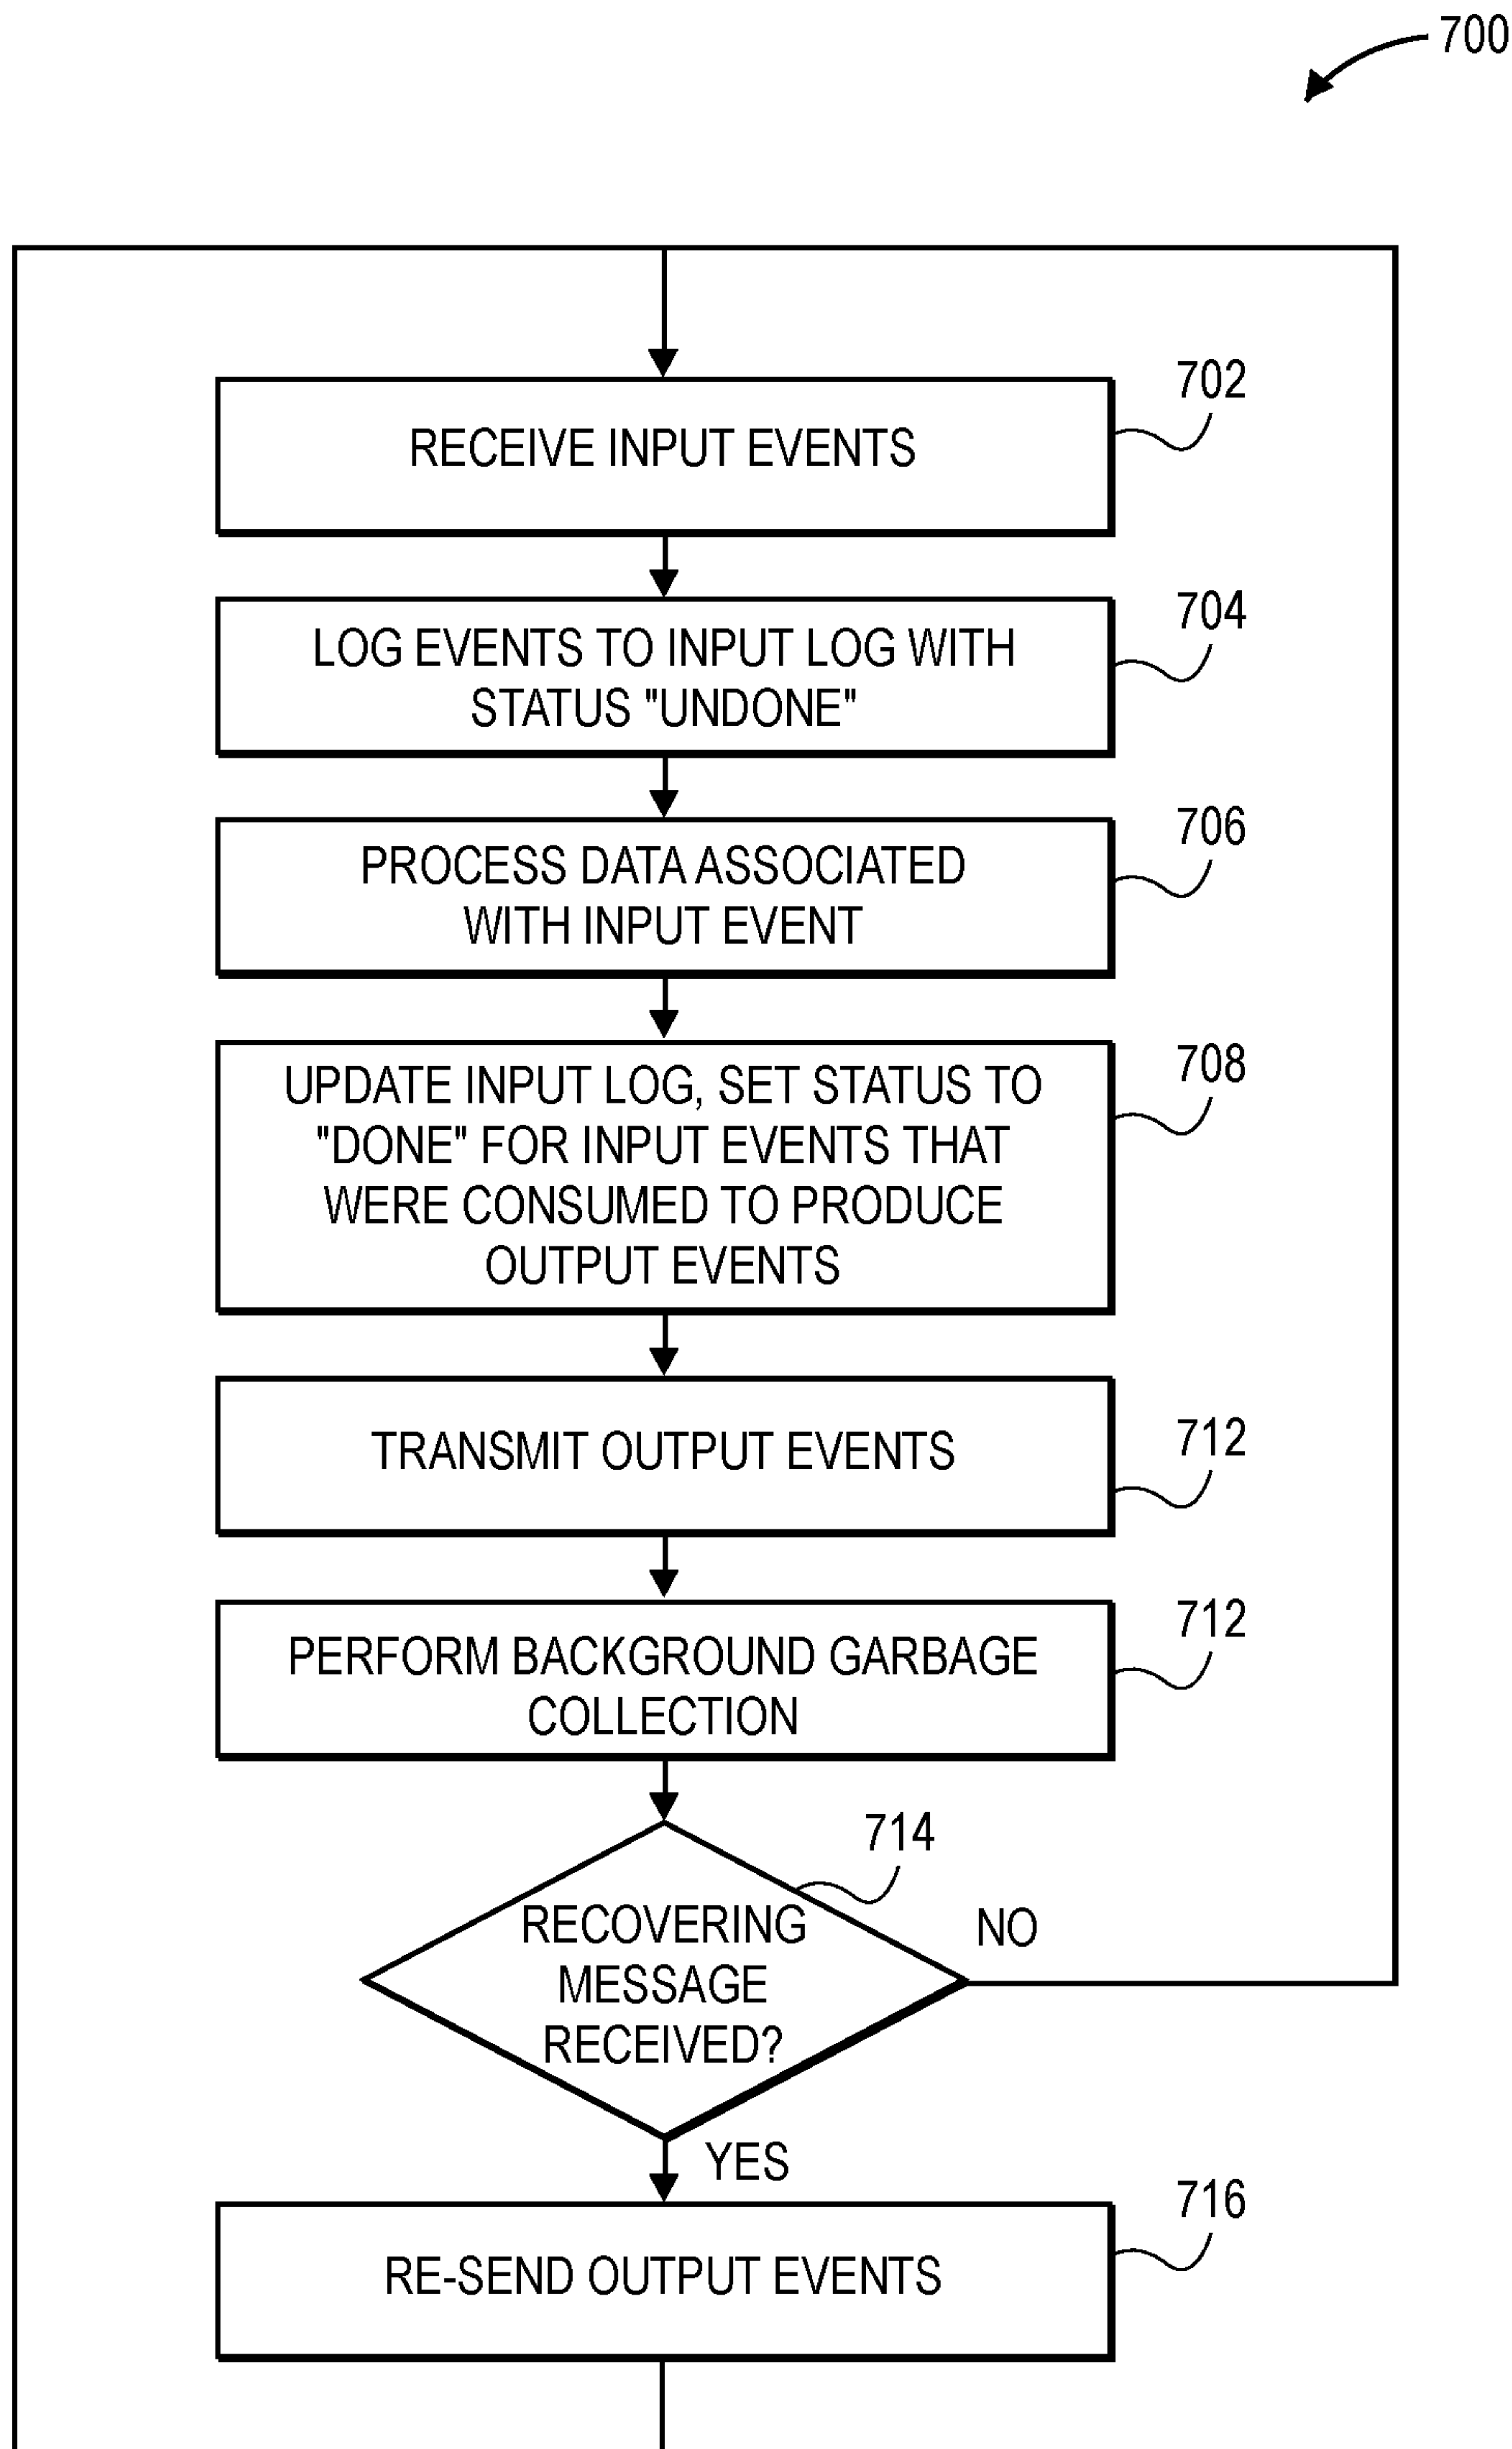 700
RECEIVE INPUT EVENTS
702
LOG EVENTS TO INPUT LOG WITH
STATUS "UNDONE"
704
PROCESS DATA ASSOCIATED
WITH INPUT EVENT
706
UPDATE INPUT LOG, SET STATUS TO
"DONE" FOR INPUT EVENTS THAT
WERE CONSUMED TO PRODUCE
OUTPUT EVENTS
708
TRANSMIT OUTPUT EVENTS
712
PERFORM BACKGROUND GARBAGE
COLLECTION
712
714
RECOVERING
MESSAGE
RECEIVED?
NO
YES
RE-SEND OUTPUT EVENTS
716